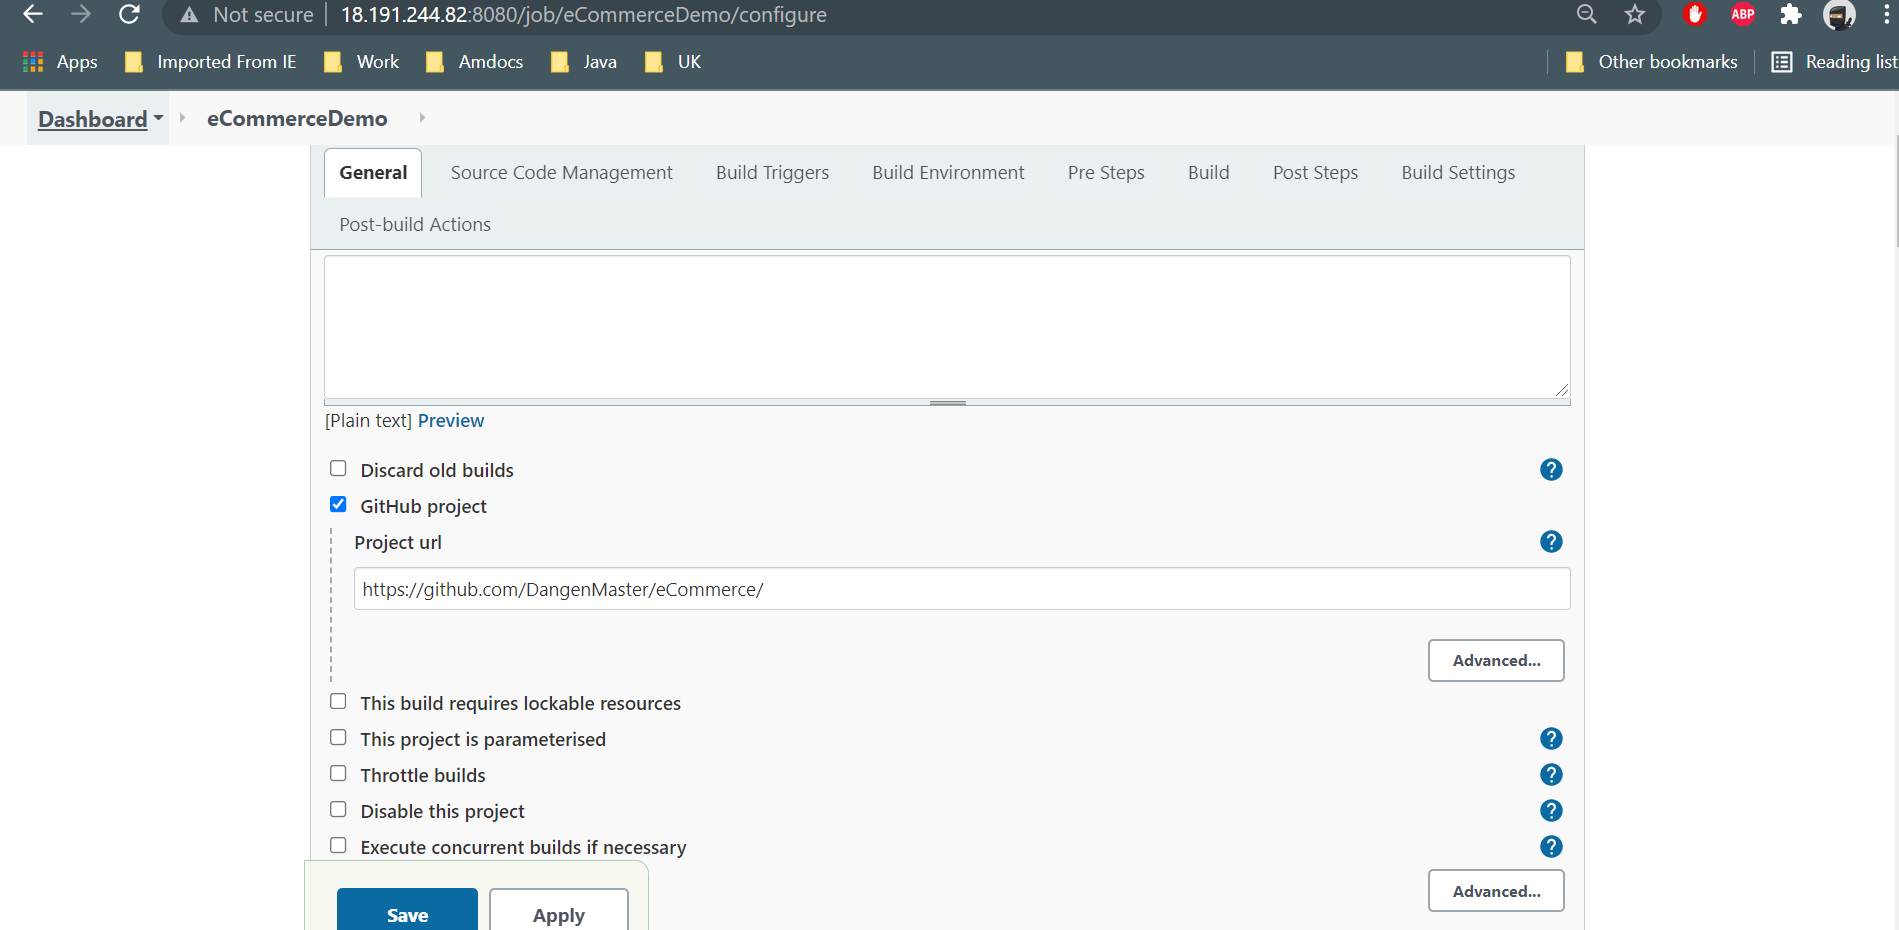 Not secure | 18.191.244.82:8080/job/eCommerceDemo/configure ABP
Apps Imported From IE Work Amdocs Java UK Other bookmarks Reading list
Dashboard eCommerceDemo
General Source Code Management Build Triggers Build Environment Pre Steps Build Post Steps Build Settings
Post-build Actions
[Plain text] Preview
Discard old builds ?
GitHub project
Project url ?
https://github.com/DangenMaster/eCommerce/
Advanced...
This build requires lockable resources
This project is parameterised ?
Throttle builds ?
Disable this project ?
Execute concurrent builds if necessary ?
Advanced...
Save Apply